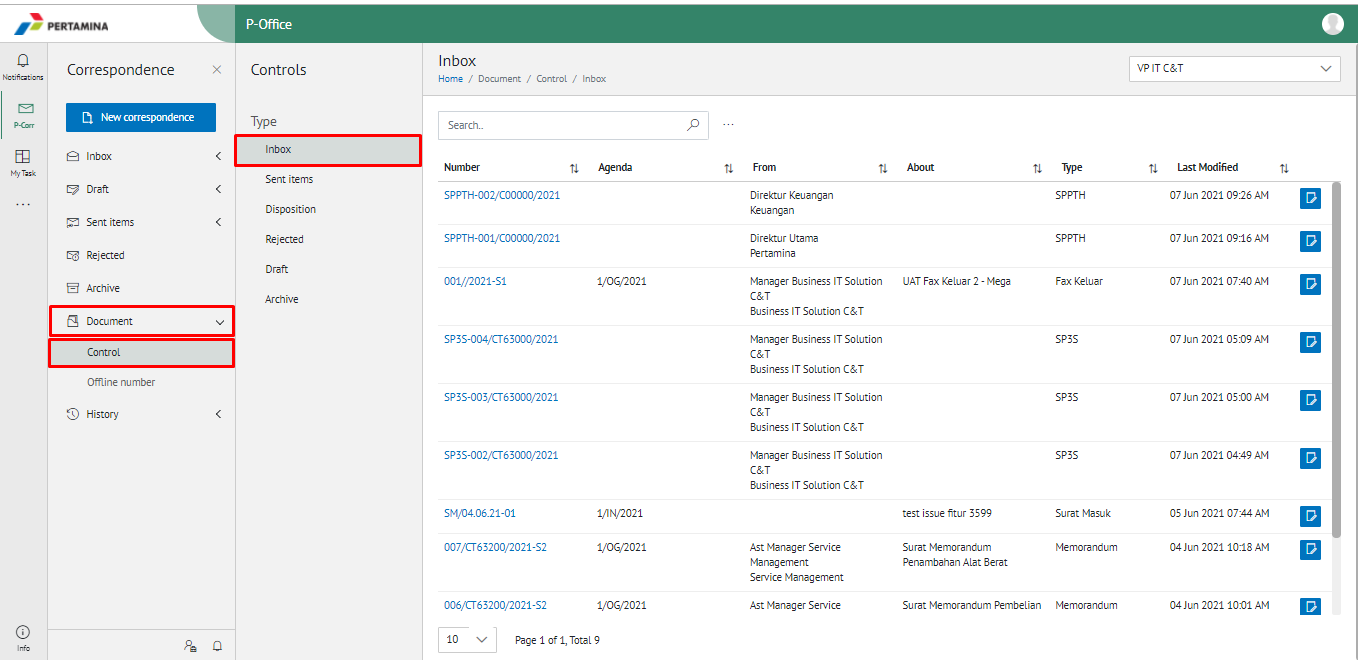 PERTAMINA
P-Office
Notifications
P-Corr
My Task
...
Info
Correspondence
New correspondence
Inbox
Draft
Sent items
Rejected
Archive
Document
Control
Offline number
History
Controls
Type
Inbox
Sent items
Disposition
Rejected
Draft
Archive
Inbox
Home / Document / Control / Inbox
VP IT C&T
Search..
...
Number Agenda From About Type Last Modified
SPPTH-002/C00000/2021 Direktur Keuangan SPPTH 07 Jun 2021 09:26 AM
Keuangan
SPPTH-001/C00000/2021 Direktur Utama SPPTH 07 Jun 2021 09:16 AM
Pertamina
001//2021-S1 1/OG/2021 Manager Business IT Solution UAT Fax Keluar 2 - Mega Fax Keluar 07 Jun 2021 07:40 AM
C&T
Business IT Solution C&T
SP3S-004/CT63000/2021 Manager Business IT Solution SP3S 07 Jun 2021 05:09 AM
C&T
Business IT Solution C&T
SP3S-003/CT63000/2021 Manager Business IT Solution SP3S 07 Jun 2021 05:00 AM
C&T
Business IT Solution C&T
SP3S-002/CT63000/2021 Manager Business IT Solution SP3S 07 Jun 2021 04:49 AM
C&T
Business IT Solution C&T
SM/04.06.21-01 1/IN/2021 test issue fitur 3599 Surat Masuk 05 Jun 2021 07:44 AM
007/CT63200/2021-S2 1/OG/2021 Ast Manager Service Surat Memorandum Memorandum 04 Jun 2021 10:18 AM
Management Penambahan Alat Berat
Service Management
006/CT63200/2021-S2 1/OG/2021 Ast Manager Service Surat Memorandum Pembelian Memorandum 04 Jun 2021 10:01 AM
10 Page 1 of 1, Total 9